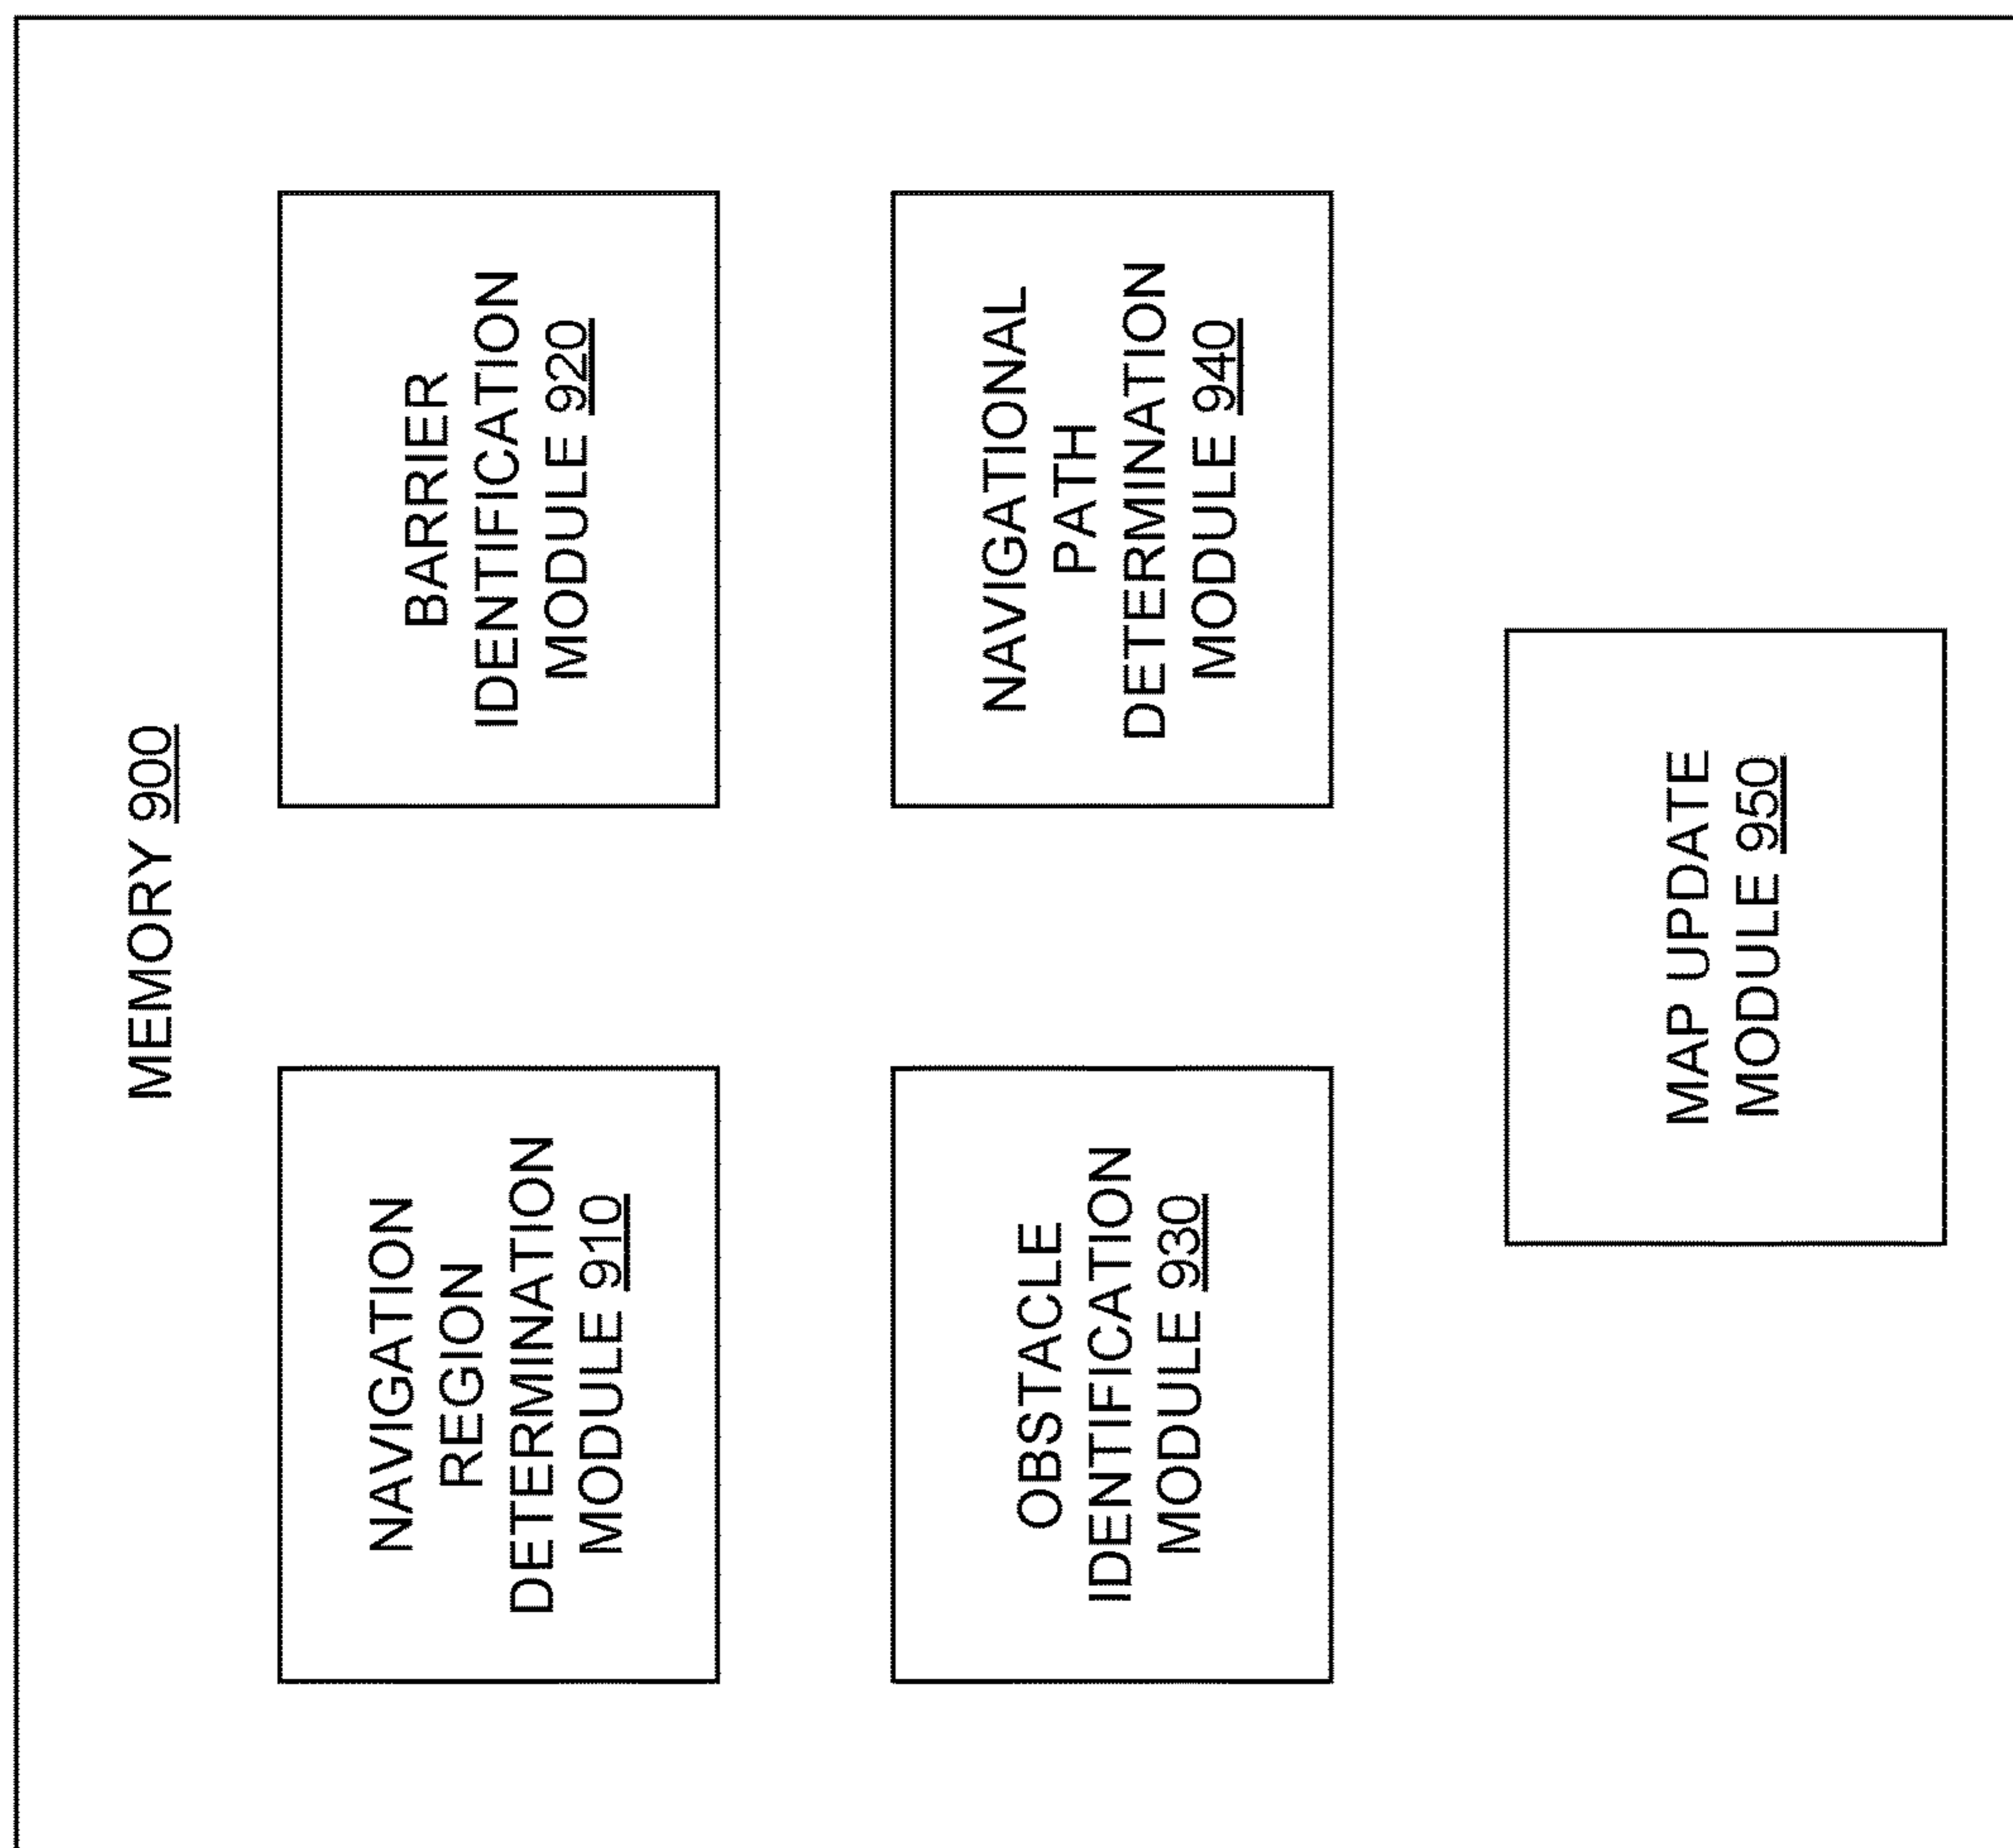 MEMORY 900
NAVIGATION
REGION
DETERMINATION
MODULE 910
BARRIER
IDENTIFICATION
MODULE 920
OBSTACLE
IDENTIFICATION
MODULE 930
NAVIGATIONAL
PATH
DETERMINATION
MODULE 940
MAP UPDATE
MODULE 950